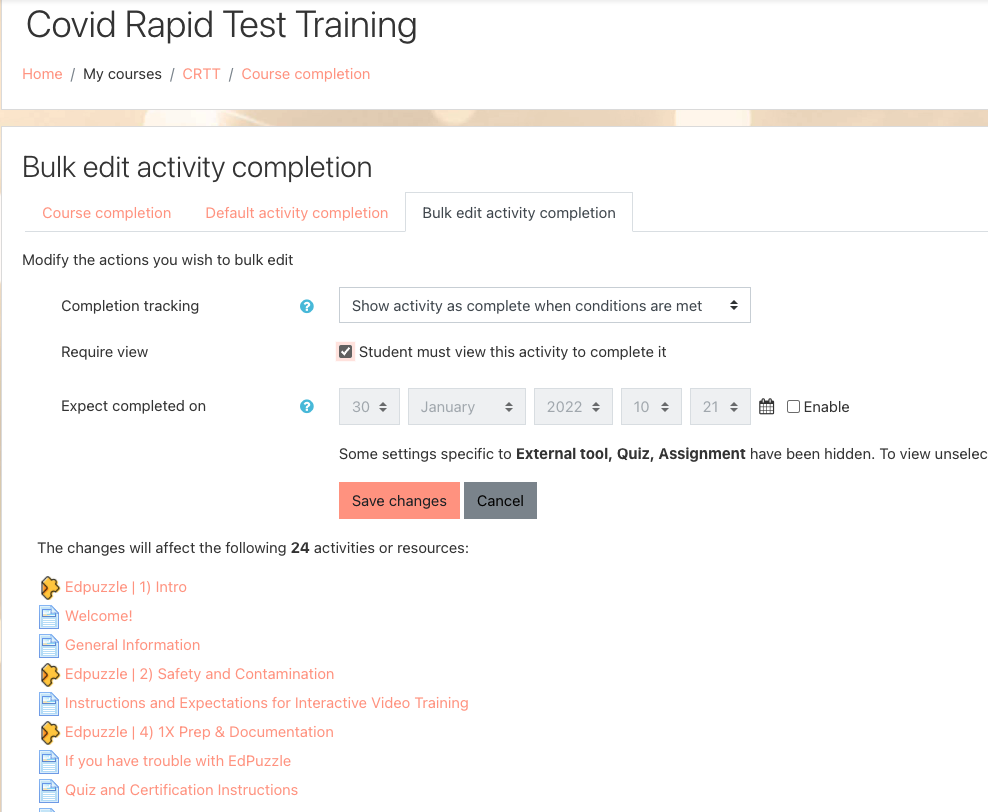 Covid Rapid Test Training
Home / My courses / CRTT / Course completion
Bulk edit activity completion
Course completion Default activity completion Bulk edit activity completion
Modify the actions you wish to bulk edit
Completion tracking ? Show activity as complete when conditions are met
Require view Student must view this activity to complete it
Expect completed on ? 30 January 2022 10 21 Enable
Some settings specific to External tool, Quiz, Assignment have been hidden. To view unselec
Save changes Cancel
The changes will affect the following 24 activities or resources:
Edpuzzle | 1) Intro
Welcome!
General Information
Edpuzzle | 2) Safety and Contamination
Instructions and Expectations for Interactive Video Training
Edpuzzle | 4) 1X Prep & Documentation
If you have trouble with EdPuzzle
Quiz and Certification Instructions